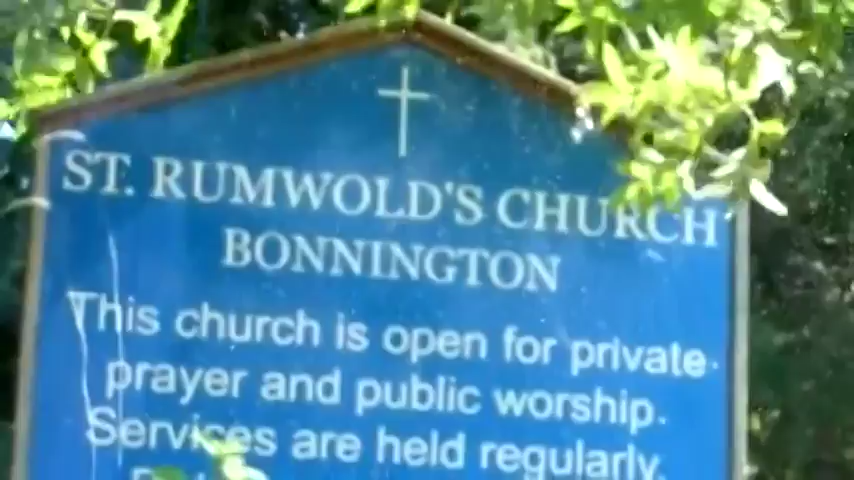 ST. RUMWOLD'S CHURCH
BONNINGTON
This church is open for private
prayer and public worship.
Services are held regularly.